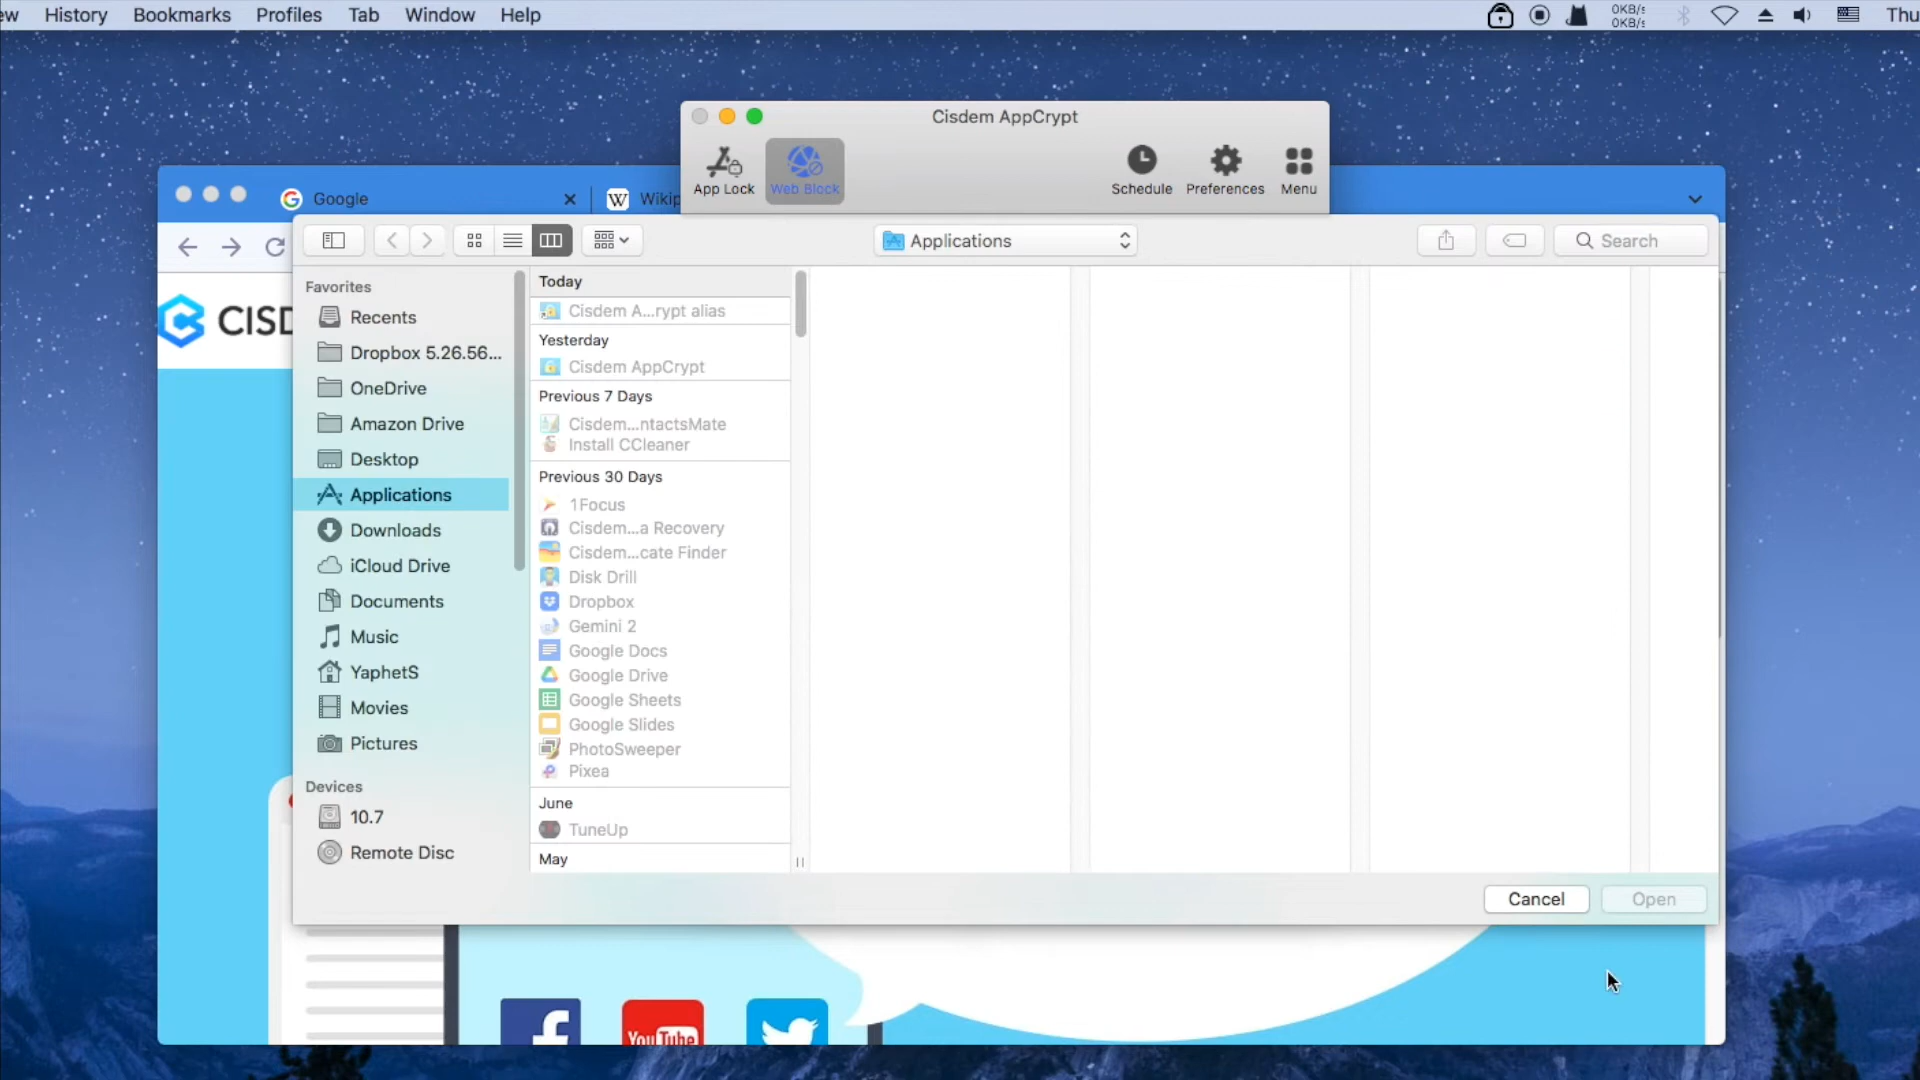 ew History Bookmarks Profiles Tab Window Help
0KB/s
0KB/s
Thu
Cisdem AppCrypt
App Lock Web Block Schedule Preferences Menu
Google
Wikip
Applications
Search
CISD
Favorites
Recents
Dropbox 5.26.56...
OneDrive
Amazon Drive
Desktop
Applications
Downloads
iCloud Drive
Documents
Music
YaphetS
Movies
Pictures
Devices
10.7
Remote Disc
Today
Cisdem A...rypt alias
Yesterday
Cisdem AppCrypt
Previous 7 Days
Cisdem...ntactsMate
Install CCleaner
Previous 30 Days
1Focus
Cisdem...a Recovery
Cisdem...cate Finder
Disk Drill
Dropbox
Gemini 2
Google Docs
Google Drive
Google Sheets
Google Slides
PhotoSweeper
Pixea
June
TuneUp
May
Cancel Open
YouTube